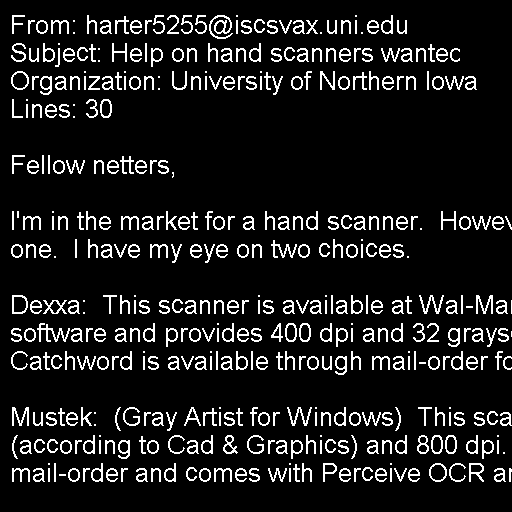 From: harter5255@iscsvax.uni.edu
Subject: Help on hand scanners wanted
Organization: University of Northern Iowa
Lines: 30
Fellow netters,
I'm in the market for a hand scanner.  Howev
one.  I have my eye on two choices.
Dexxa:  This scanner is available at Wal-Mar
software and provides 400 dpi and 32 grays
Catchword is available through mail-order fo
Mustek:  (Gray Artist for Windows)  This sca
(according to Cad & Graphics) and 800 dpi.
mail-order and comes with Perceive OCR an